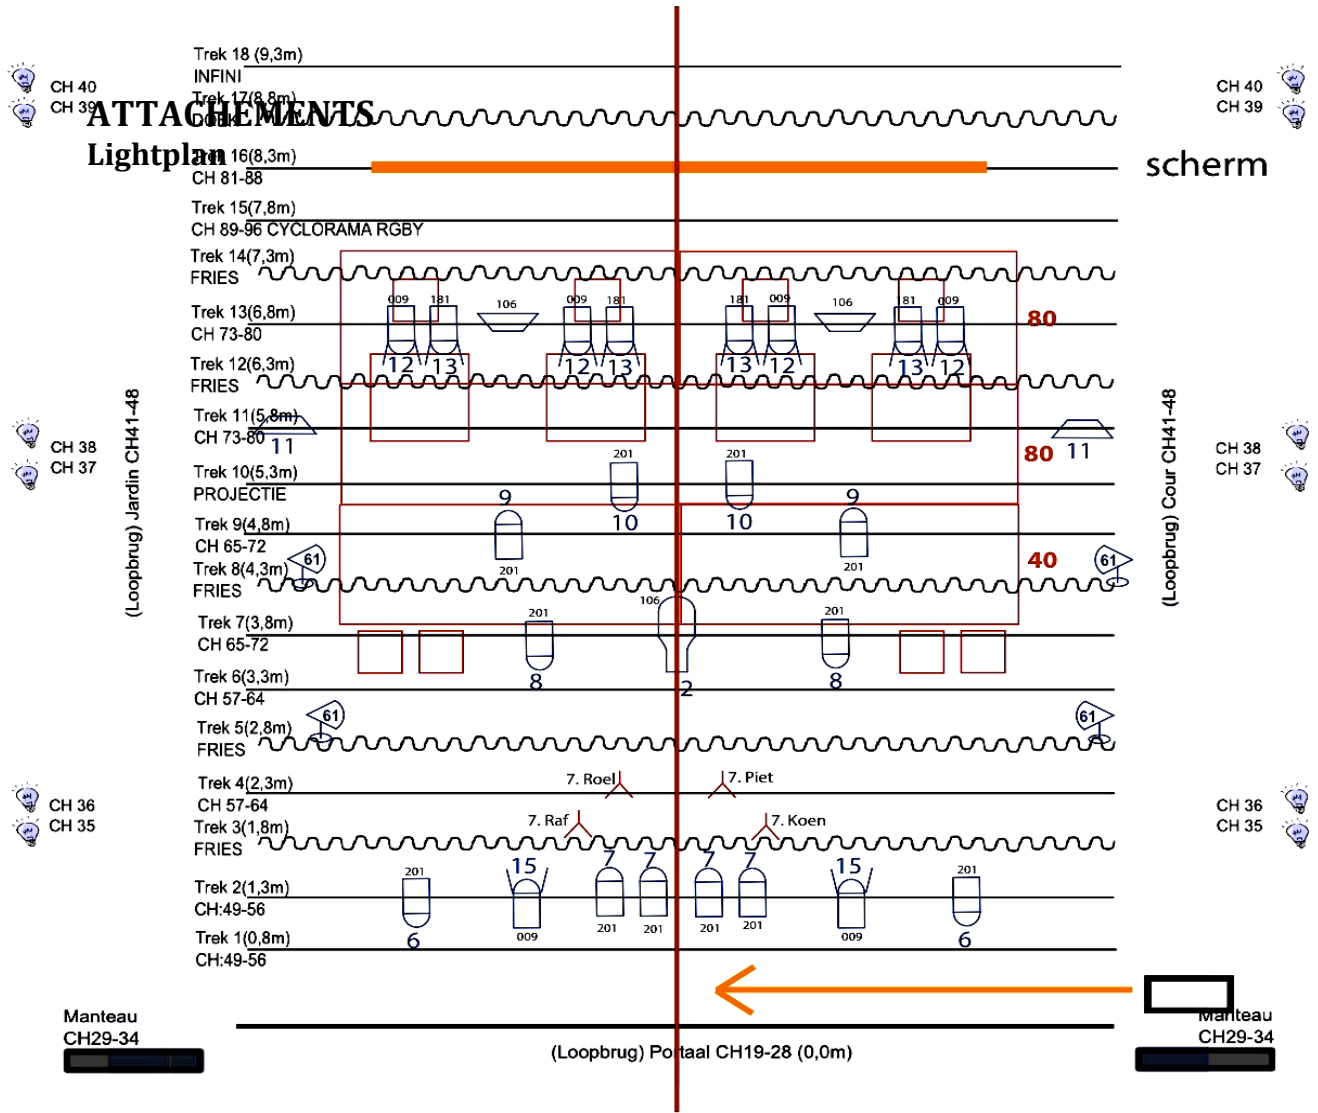 Trek 18 (9,3m)
INFINI
CH 40
CH 39
CH 40
CH 39
Trek 17(8,8m)
ATTACHEMENTS
Lightplan
Trek 16(8,3m)
CH 81-88
scherm
Trek 15(7,8m)
CH 89-96 CYCLORAMA RGBY
Trek 14(7,3m)
FRIES
009 181 106 009 181 181 009 106 181 009
Trek 13(6,8m)
CH 73-80
80
Trek 12(6,3m)
FRIES
12 13 12 13 13 12 13 12
Trek 11(5,8m)
CH 73-80
11
11
CH 38
CH 37
CH 38
CH 37
(Loopbrug) Jardin CH41-48
(Loopbrug) Cour CH41-48
80
201 201
Trek 10(5,3m)
PROJECTIE
9 10 10 9
Trek 9(4,8m)
CH 65-72
61
61
40
201 201
Trek 8(4,3m)
FRIES
106
201 201
Trek 7(3,8m)
CH 65-72
8 2 8
Trek 6(3,3m)
CH 57-64
61
61
Trek 5(2,8m)
FRIES
7. Roel
7. Piet
Trek 4(2,3m)
CH 57-64
CH 36
CH 35
CH 36
CH 35
7. Raf
7. Koen
Trek 3(1,8m)
FRIES
201 15 7 7 7 7 15 201
Trek 2(1,3m)
CH:49-56
6 009 201 201 201 201 009 6
Trek 1(0,8m)
CH:49-56
Manteau
CH29-34
Manteau
CH29-34
(Loopbrug) Portaal CH19-28 (0,0m)